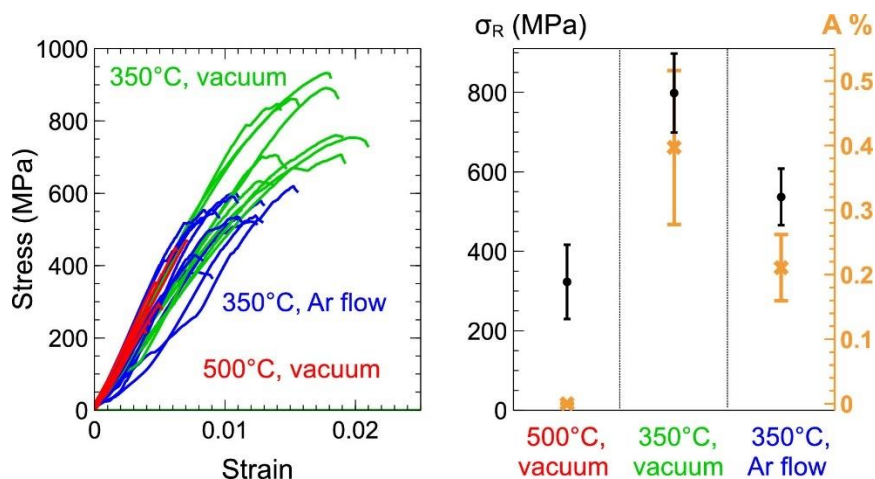 σR (MPa)
A %
1000
800
600
400
200
0
Stress (MPa)
350°C, vacuum
350°C, Ar flow
500°C, vacuum
0
0.01
0.02
Strain
800
600
400
200
0
0.5
0.4
0.3
0.2
0.1
0
500°C,
vacuum
350°C,
vacuum
350°C,
Ar flow